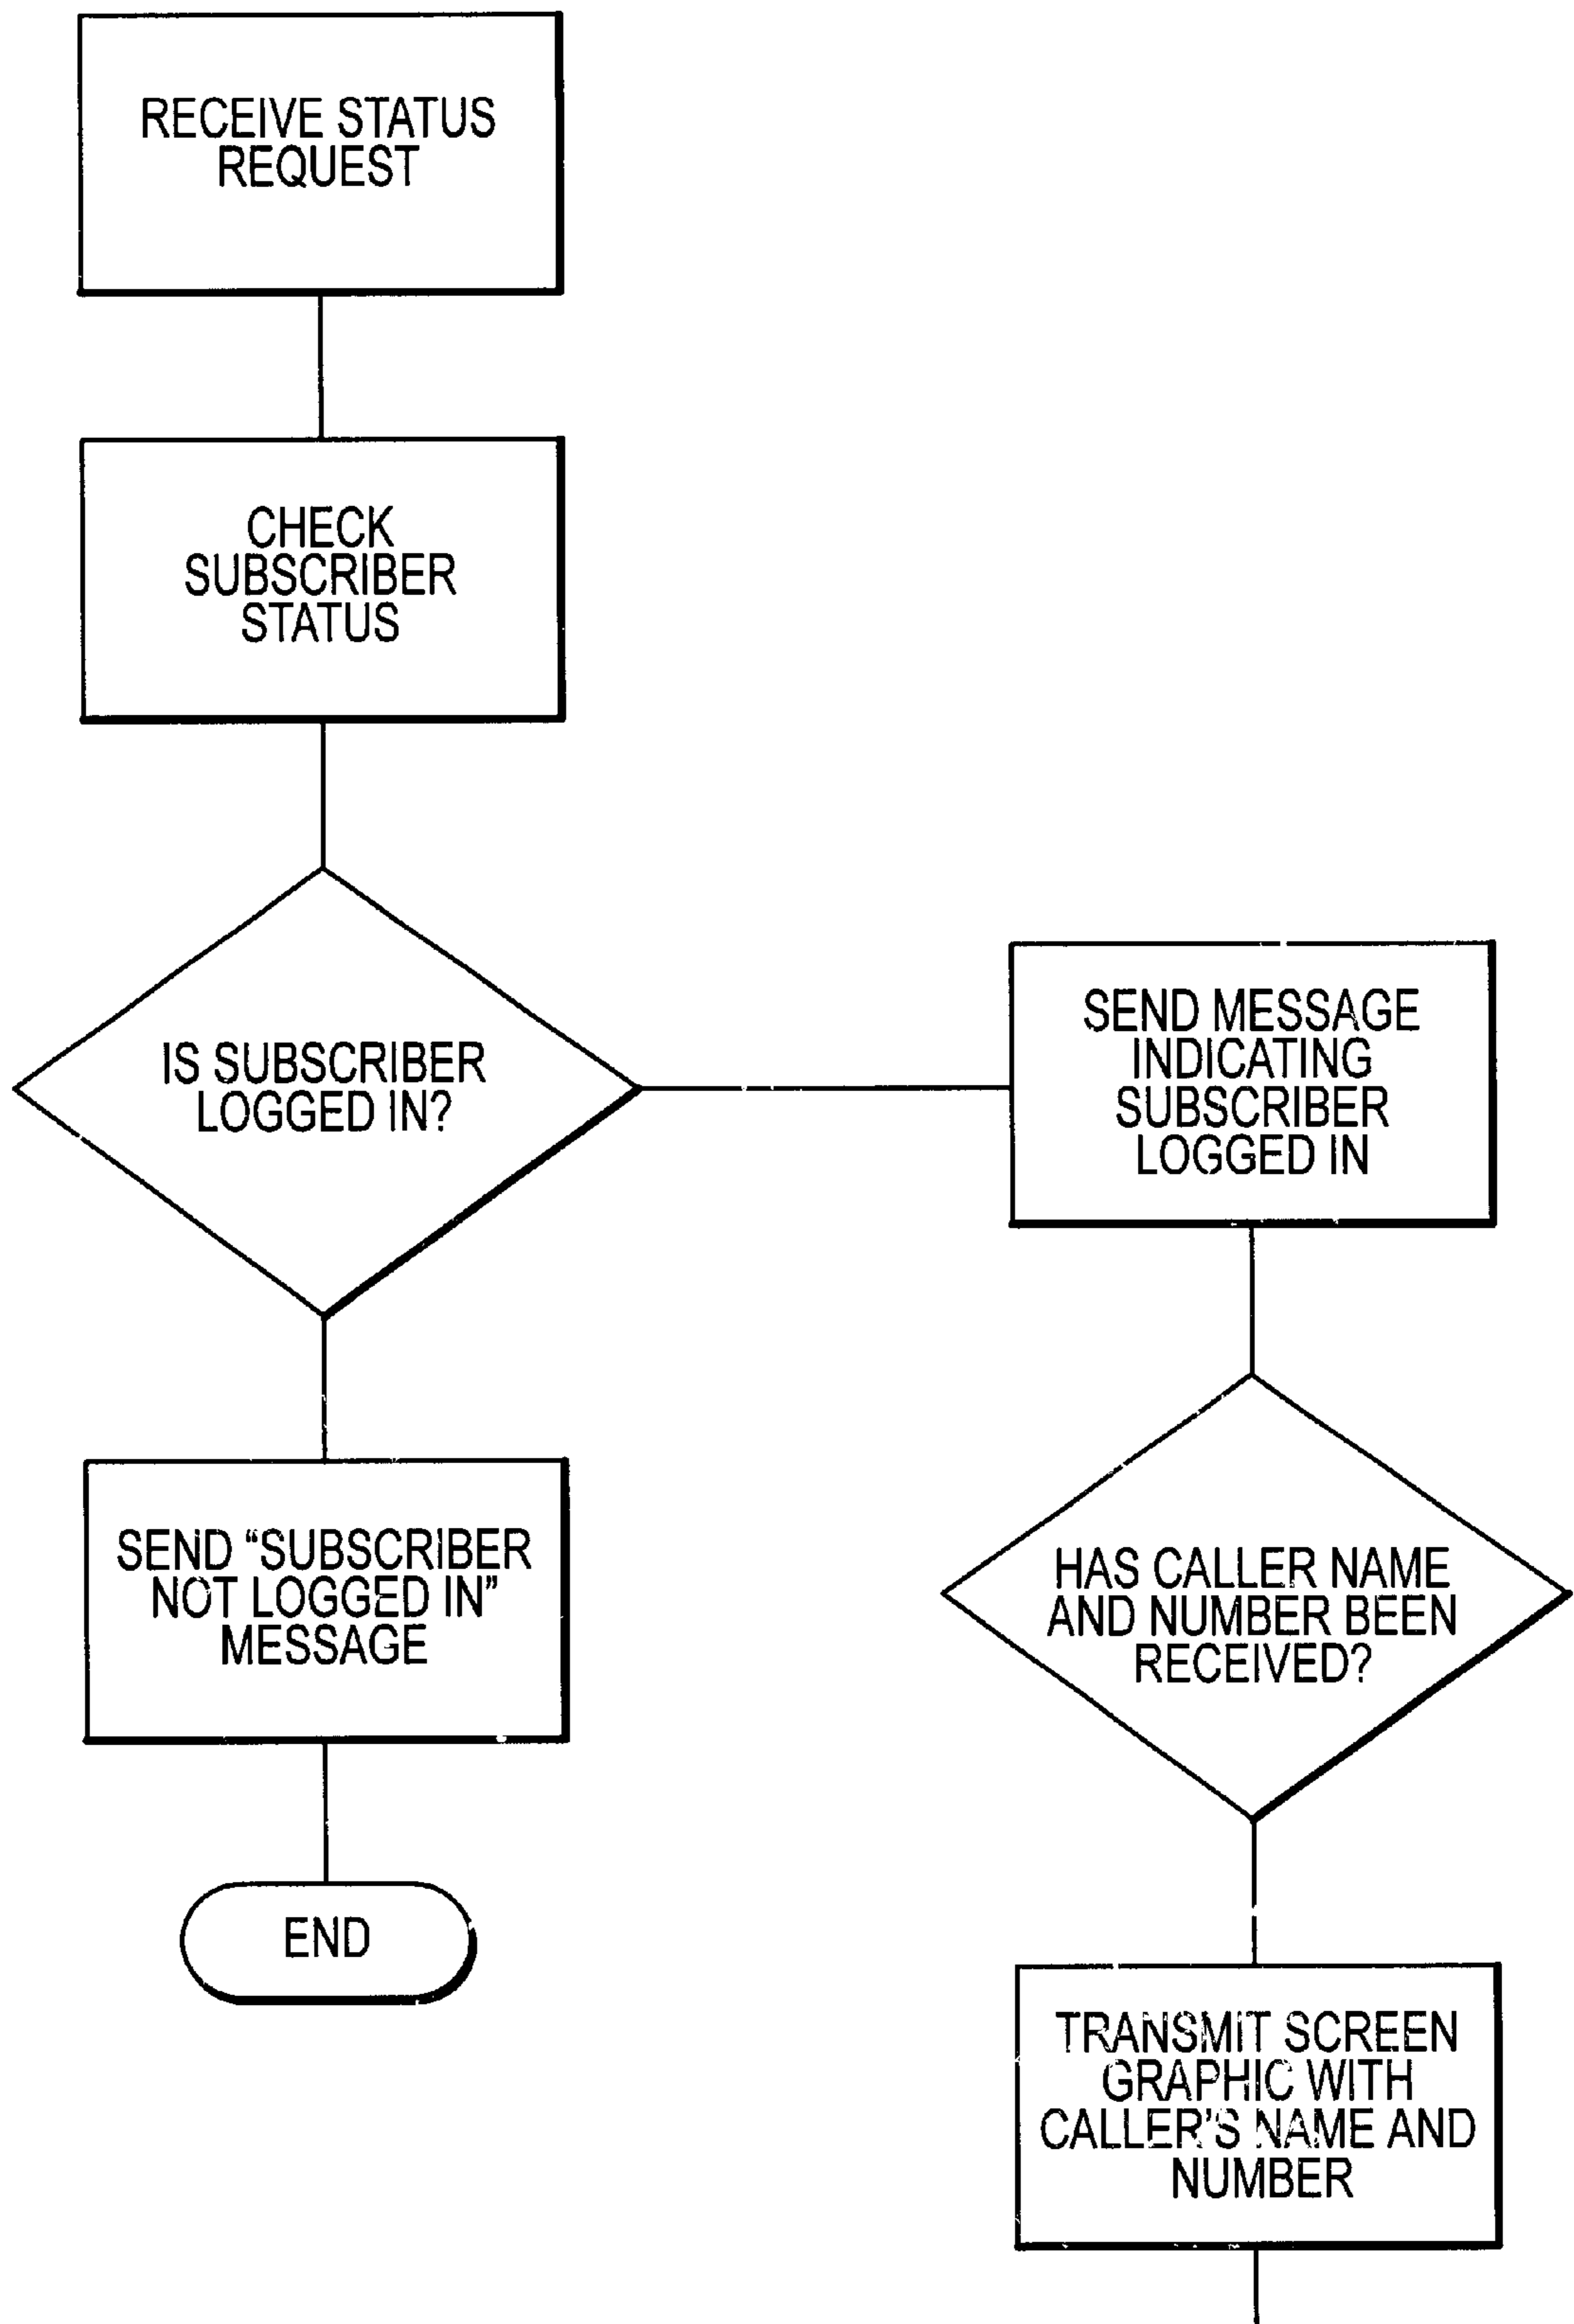 RECEIVE STATUS
REQUEST
CHECK
SUBSCRIBER
STATUS
IS SUBSCRIBER
LOGGED IN?
SEND MESSAGE
INDICATING
SUBSCRIBER
LOGGED IN
SEND “SUBSCRIBER
NOT LOGGED IN”
MESSAGE
HAS CALLER NAME
AND NUMBER BEEN
RECEIVED?
END
TRANSMIT SCREEN
GRAPHIC WITH
CALLER'S NAME AND
NUMBER